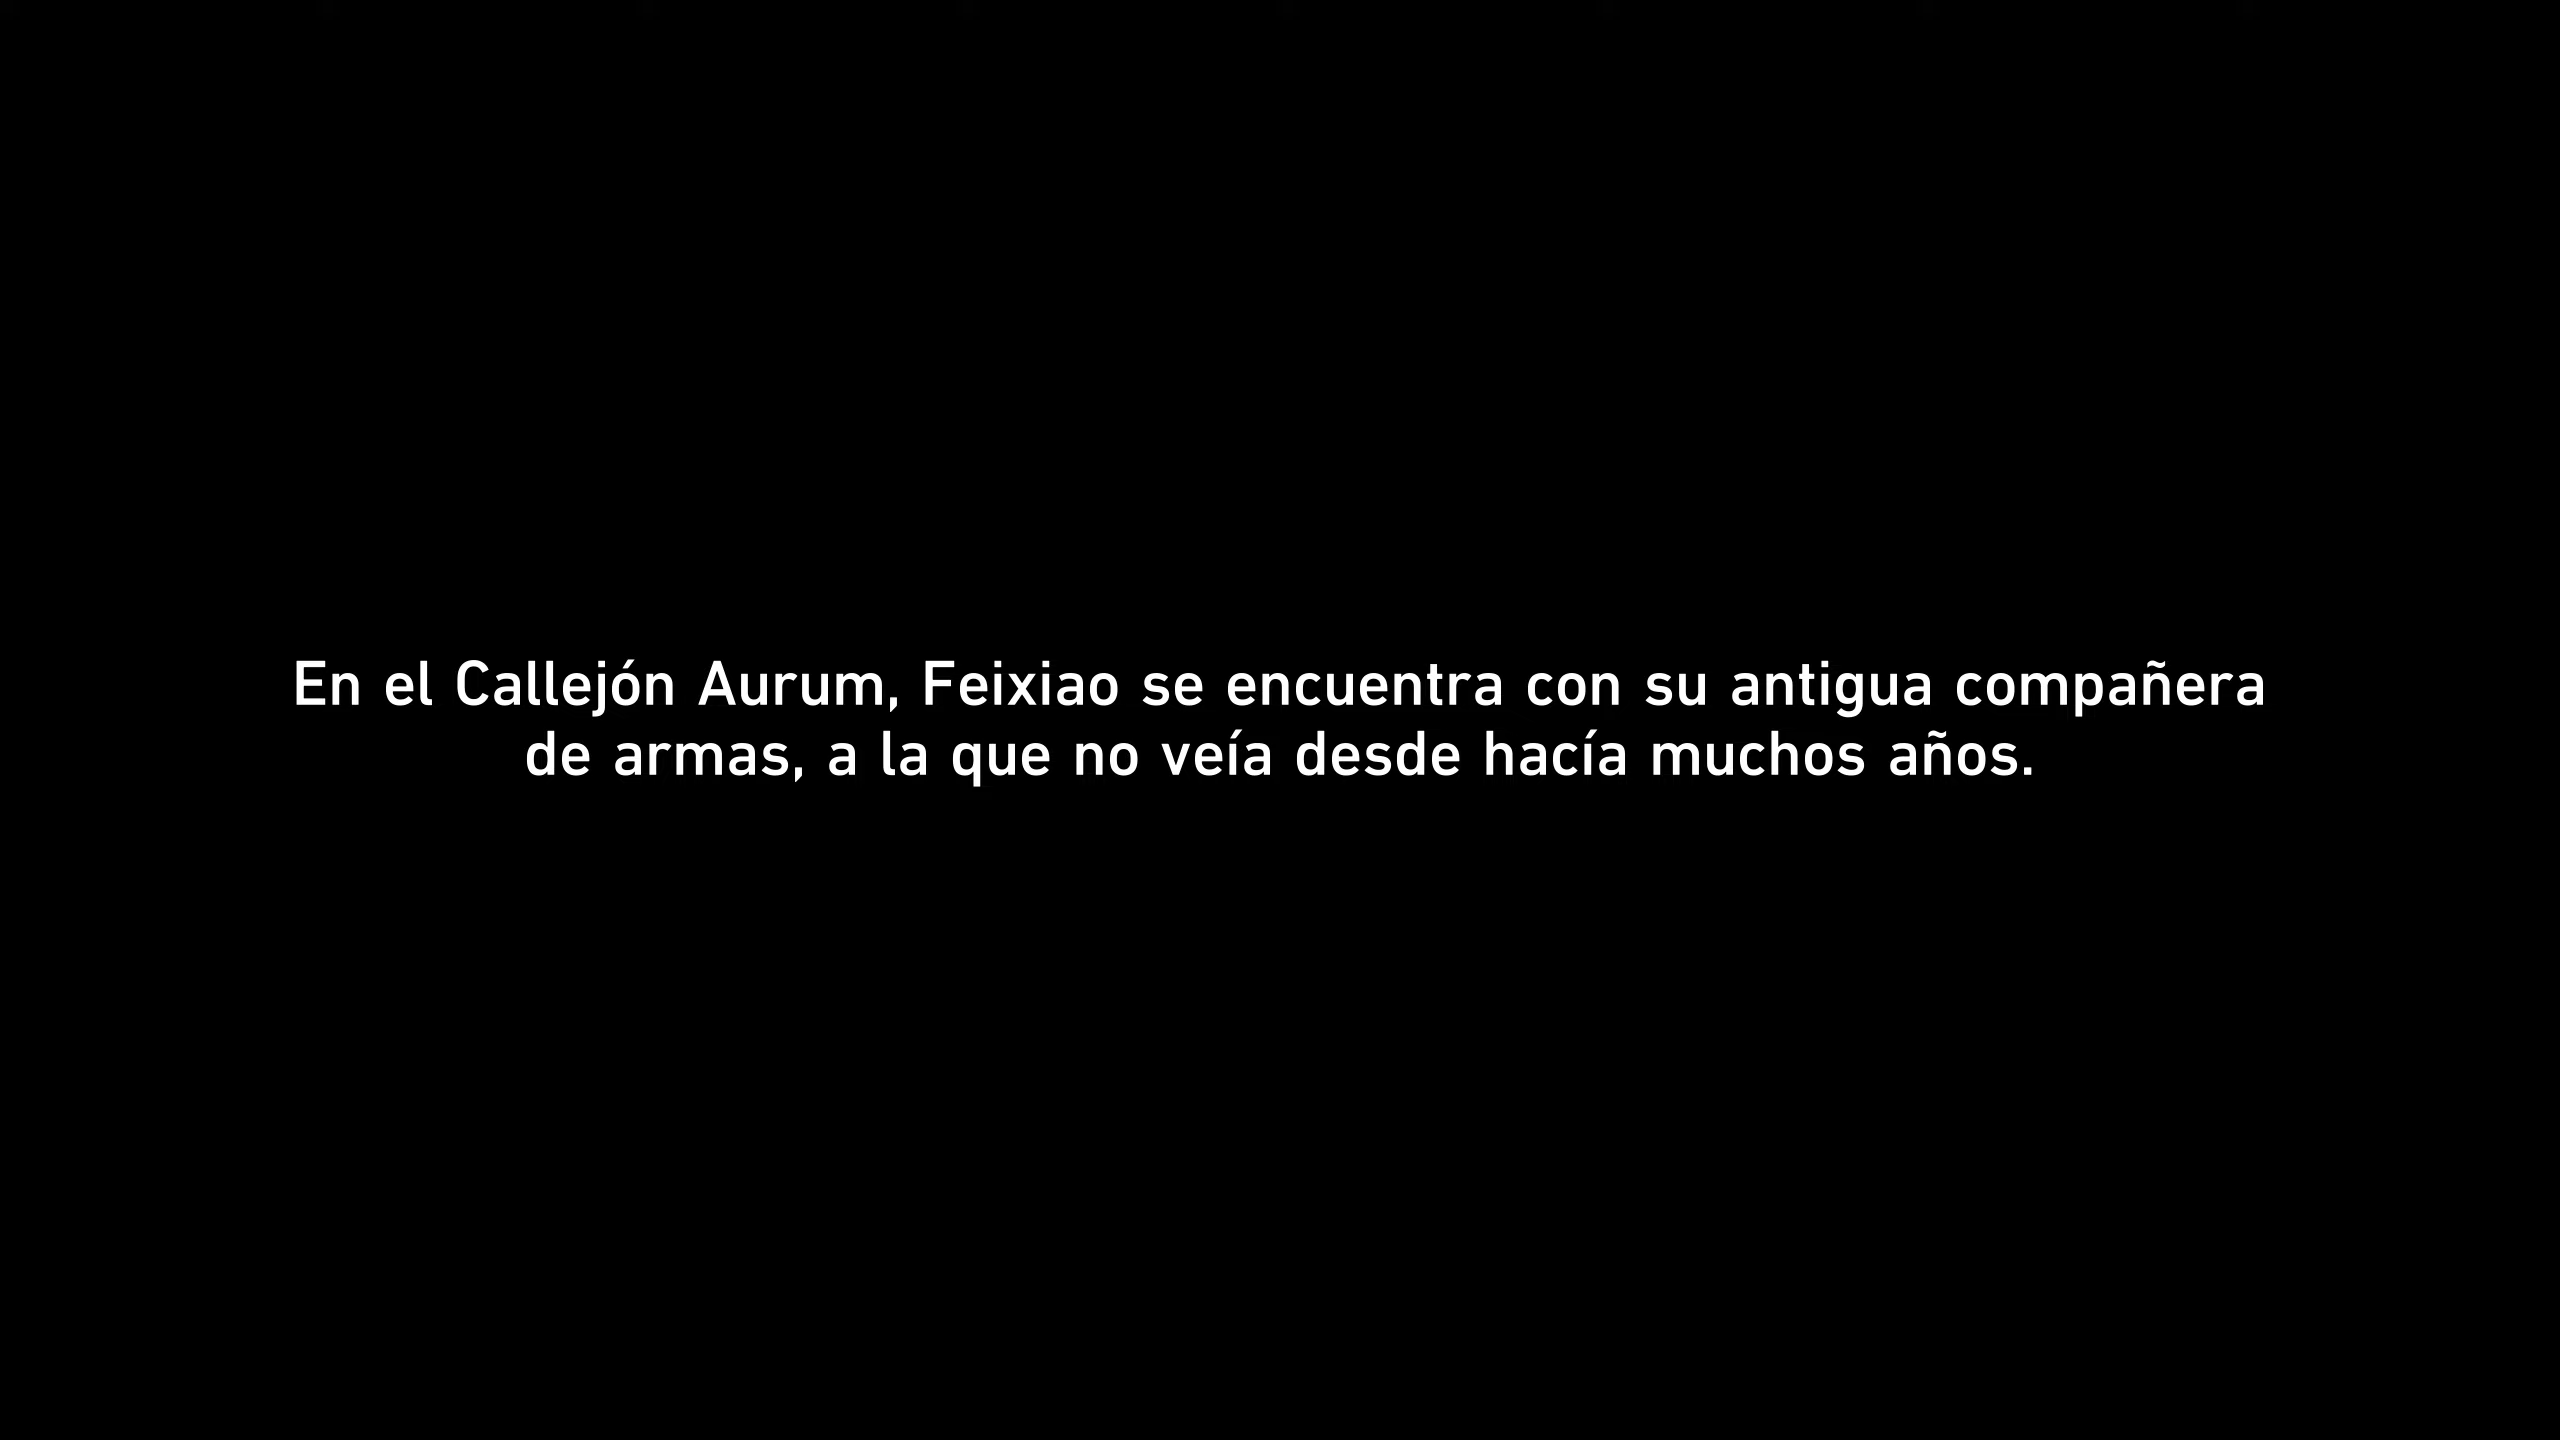 En el Callejón Aurum, Feixiao se encuentra con su antigua compañera
de armas, a la que no veía desde hacía muchos años.